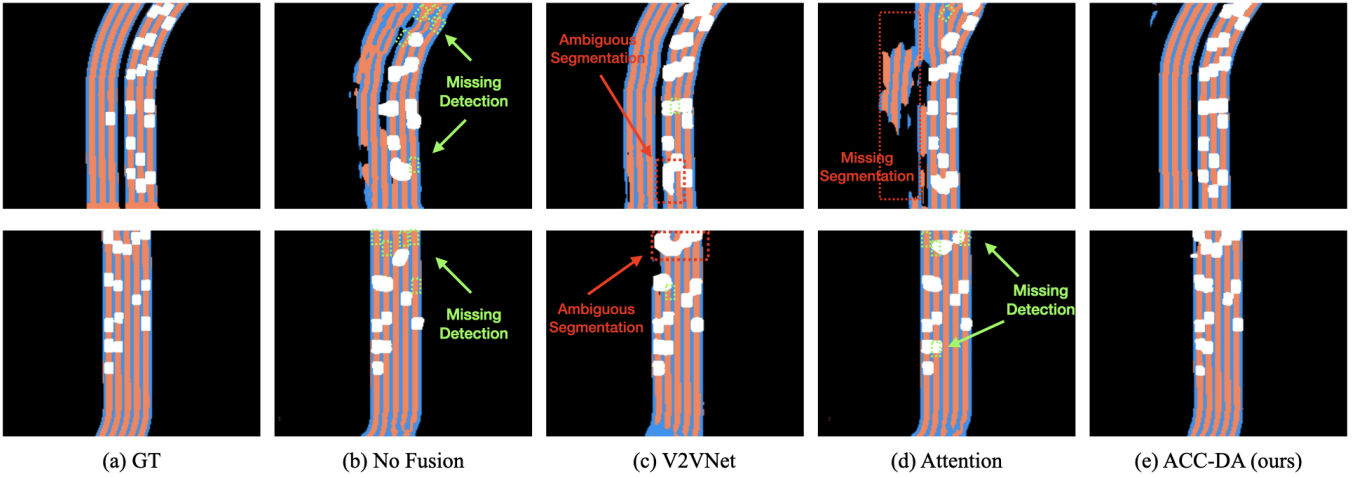 Missing
Detection
Ambiguous
Segmentation
Missing
Segmentation
Missing
Detection
Ambiguous
Segmentation
Missing
Detection
(a) GT
(b) No Fusion
(c) V2VNet
(d) Attention
(e) ACC-DA (ours)